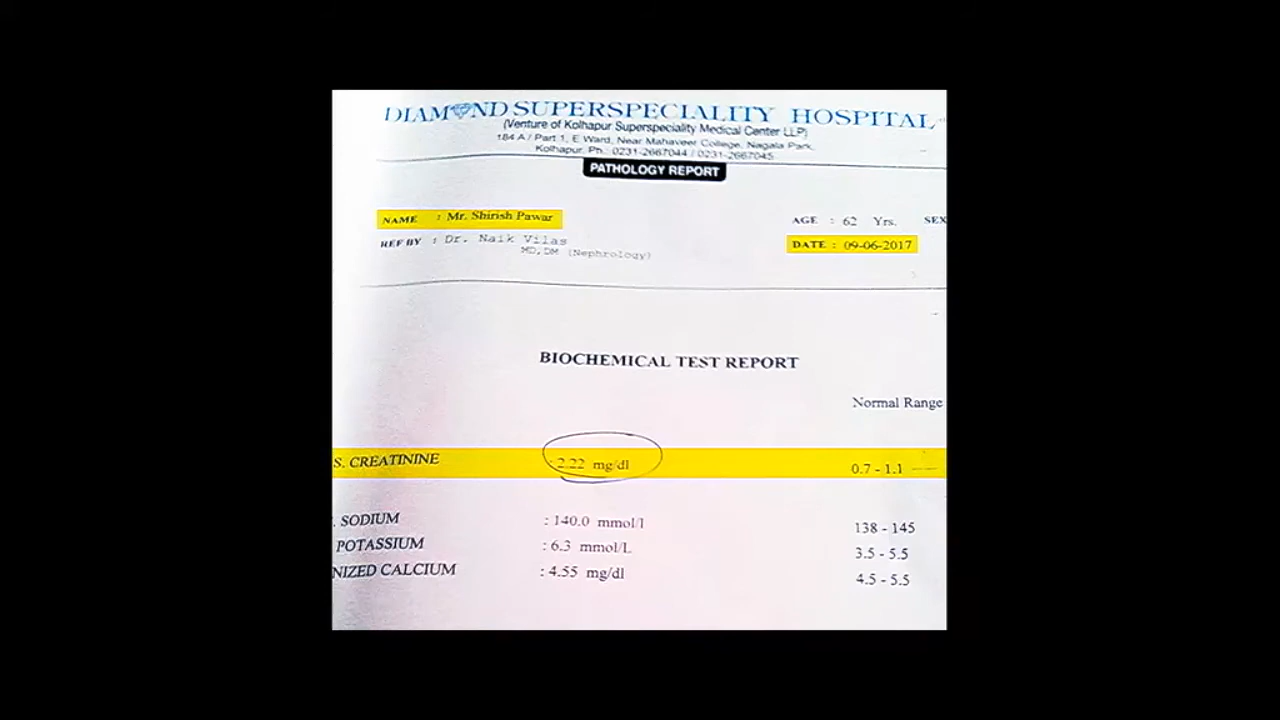 DIAMOND SUPERSPECIALITY HOSPITAL
(Venture of Kolhapur Superspeciality Medical Center LLP)
184 A / Part 1, E Ward, Near Mahaveer College, Nagala Park,
Kolhapur. Ph.: 0231-2667044 / 0231-2667045
PATHOLOGY REPORT
NAME : Mr. Shirish Pawar AGE : 62 Yrs. SEX
REF BY : Dr. Naik Vilas DATE : 09-06-2017
MD,DM (Nephrology)
BIOCHEMICAL TEST REPORT
Normal Range
S. CREATININE : 2.22 mg/dl 0.7 - 1.1
. SODIUM : 140.0 mmol/l 138 - 145
POTASSIUM : 6.3 mmol/L 3.5 - 5.5
NIZED CALCIUM : 4.55 mg/dl 4.5 - 5.5